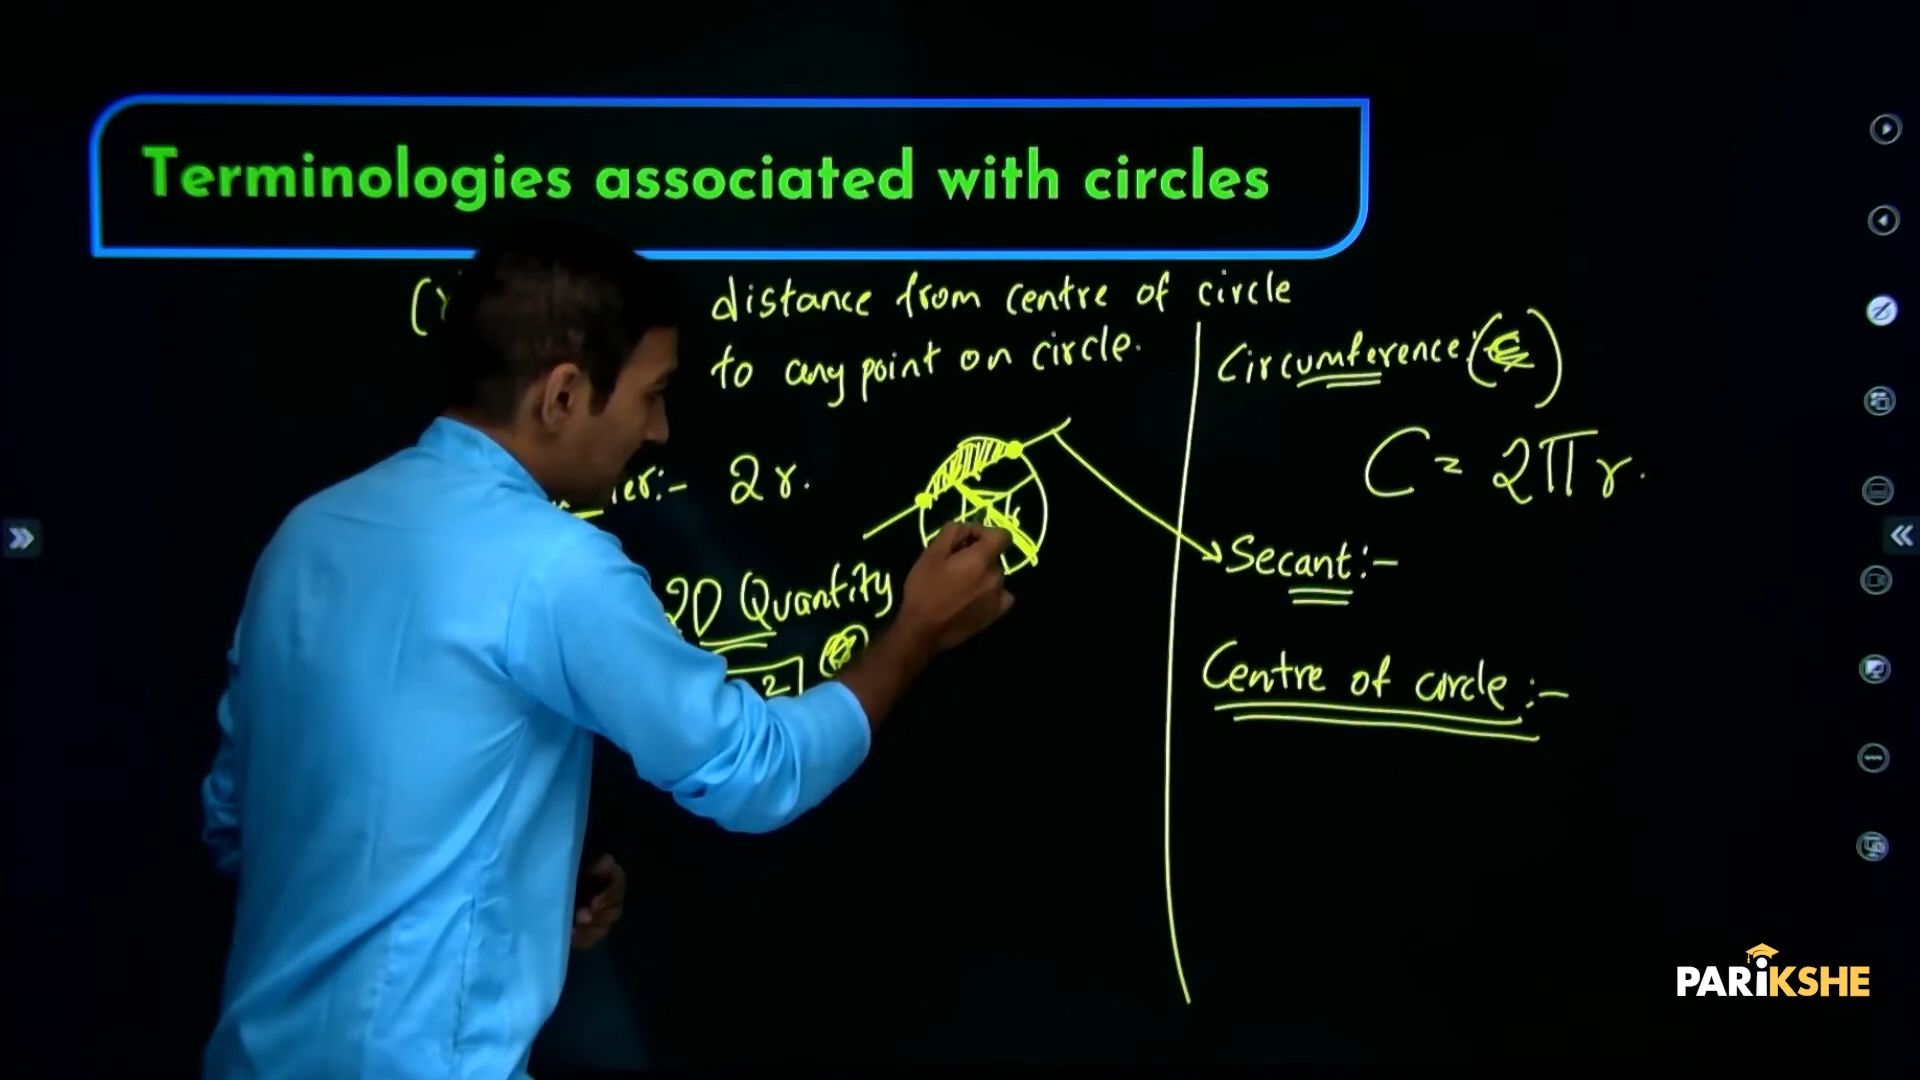 Terminologies associated with circles
distance from centre of circle
to any point on circle.
2r.
2D Quantity
Circumference:
C = 2πr.
Secant:-
Centre of circle:-
PARIKSHE